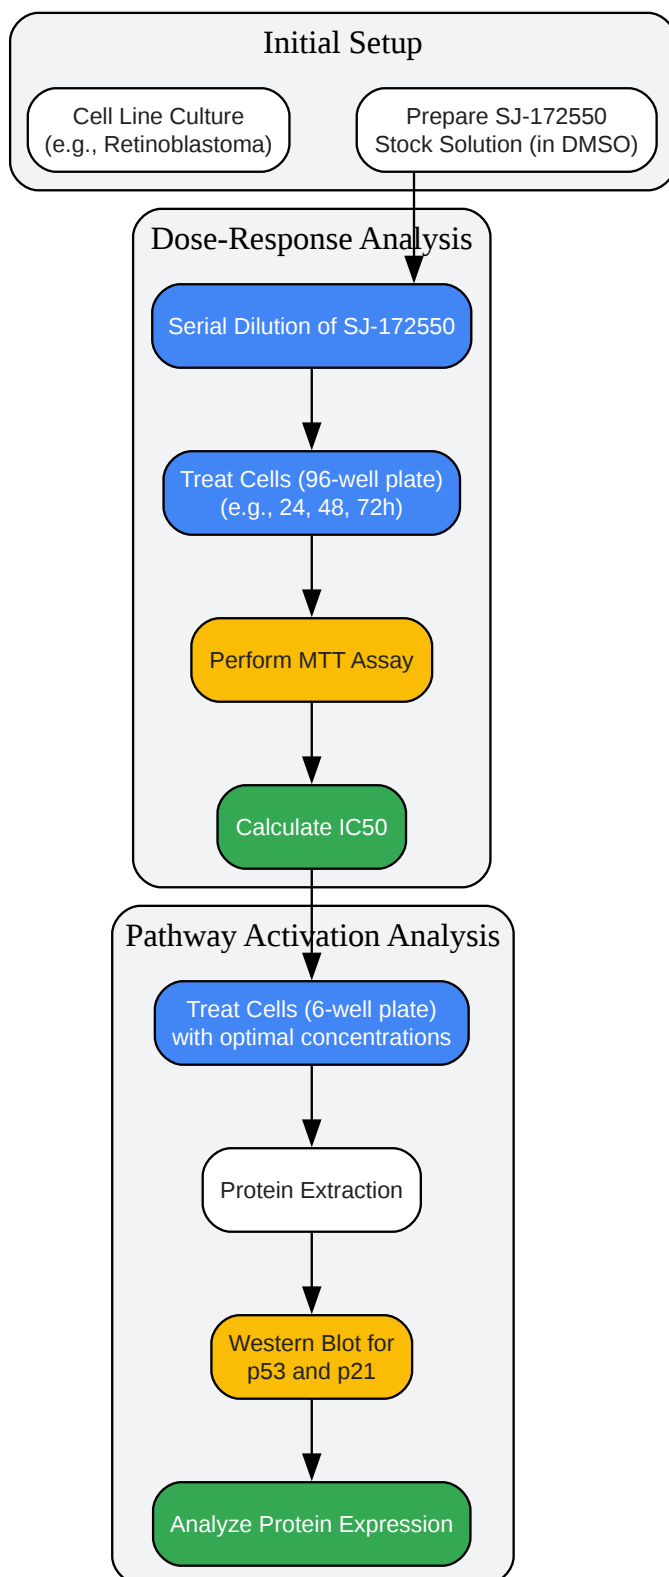 Initial Setup
Cell Line Culture
(e.g., Retinoblastoma)
Prepare SJ-172550
Stock Solution (in DMSO)
Dose-Response Analysis
Serial Dilution of SJ-172550
Treat Cells (96-well plate)
(e.g., 24, 48, 72h)
Perform MTT Assay
Calculate IC50
Pathway Activation Analysis
Treat Cells (6-well plate)
with optimal concentrations
Protein Extraction
Western Blot for
p53 and p21
Analyze Protein Expression